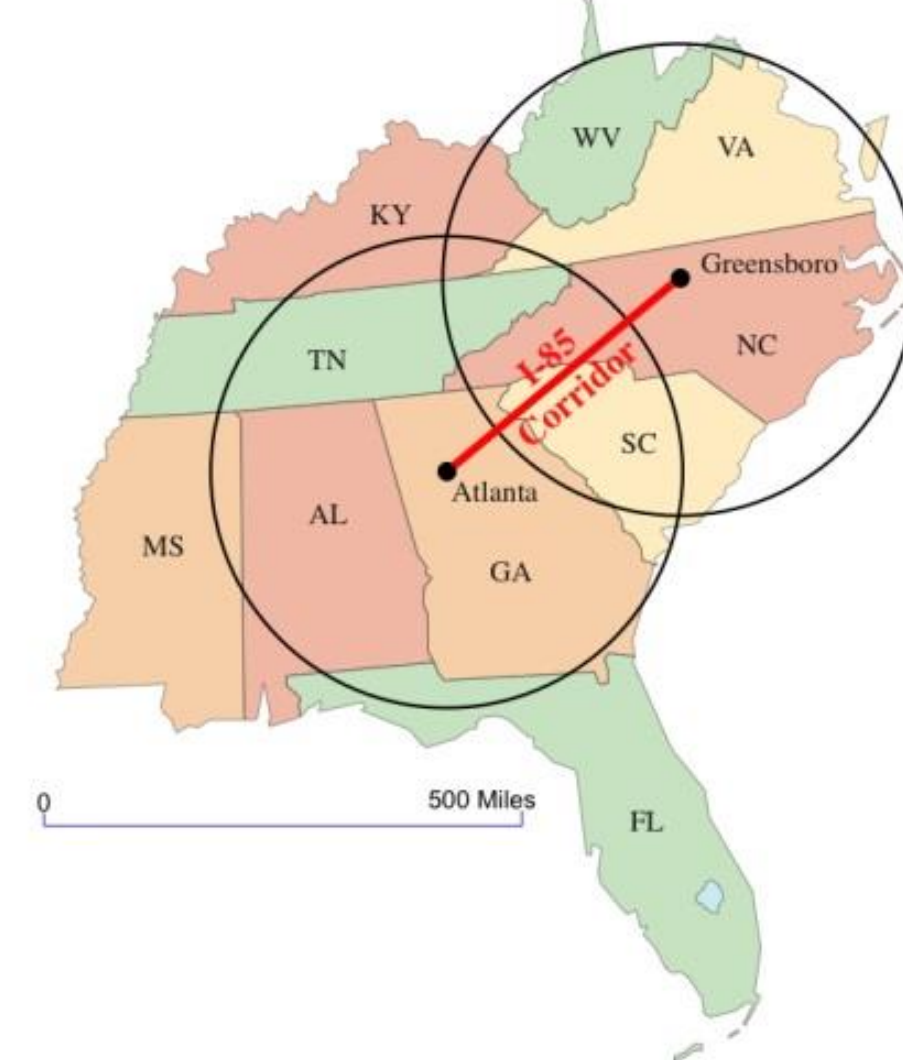 WV
VA
KY
Greensboro
I-85
Corridor
NC
TN
SC
Atlanta
AL
MS
GA
0
500 Miles
FL